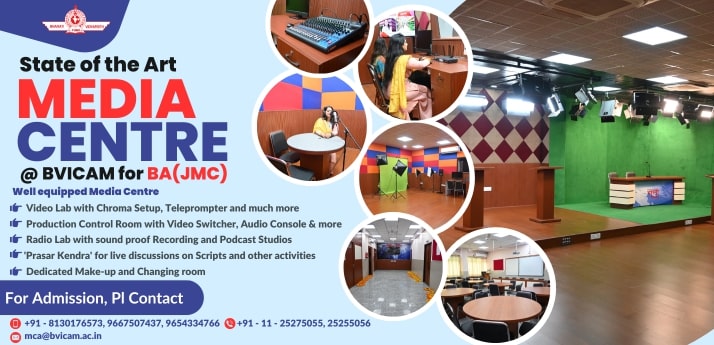 BHARATI VIDYAPEETH
State of the Art
MEDIA
CENTRE
@ BVICAM for BA(JMC)
Well equipped Media Centre
Video Lab with Chroma Setup, Teleprompter and much more
Production Control Room with Video Switcher, Audio Console & more
Radio Lab with sound proof Recording and Podcast Studios
'Prasar Kendra' for live discussions on Scripts and other activities
Dedicated Make-up and Changing room
For Admission, Pl Contact
+91 - 8130176573, 9667507437, 9654334766 +91 - 11 - 25275055, 25255056
mca@bvicam.ac.in